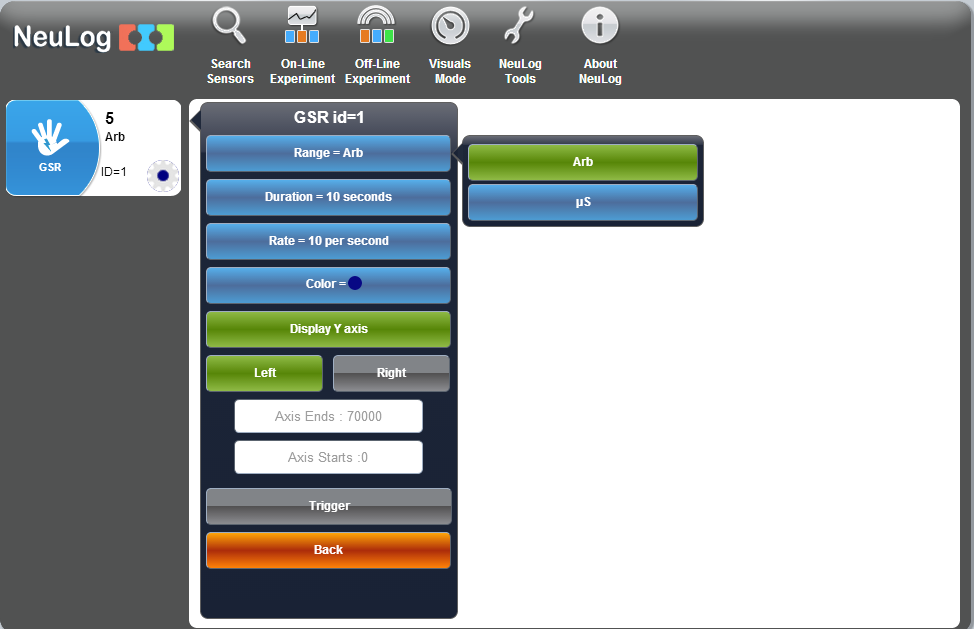 NeuLog
Search
Sensors
On-Line
Experiment
Off-Line
Experiment
Visuals
Mode
NeuLog
Tools
About
NeuLog
GSR
5
Arb
ID=1
GSR id=1
Range = Arb
Duration = 10 seconds
Rate = 10 per second
Color =
Display Y axis
Left
Right
Axis Ends : 70000
Axis Starts :0
Trigger
Back
Arb
µS